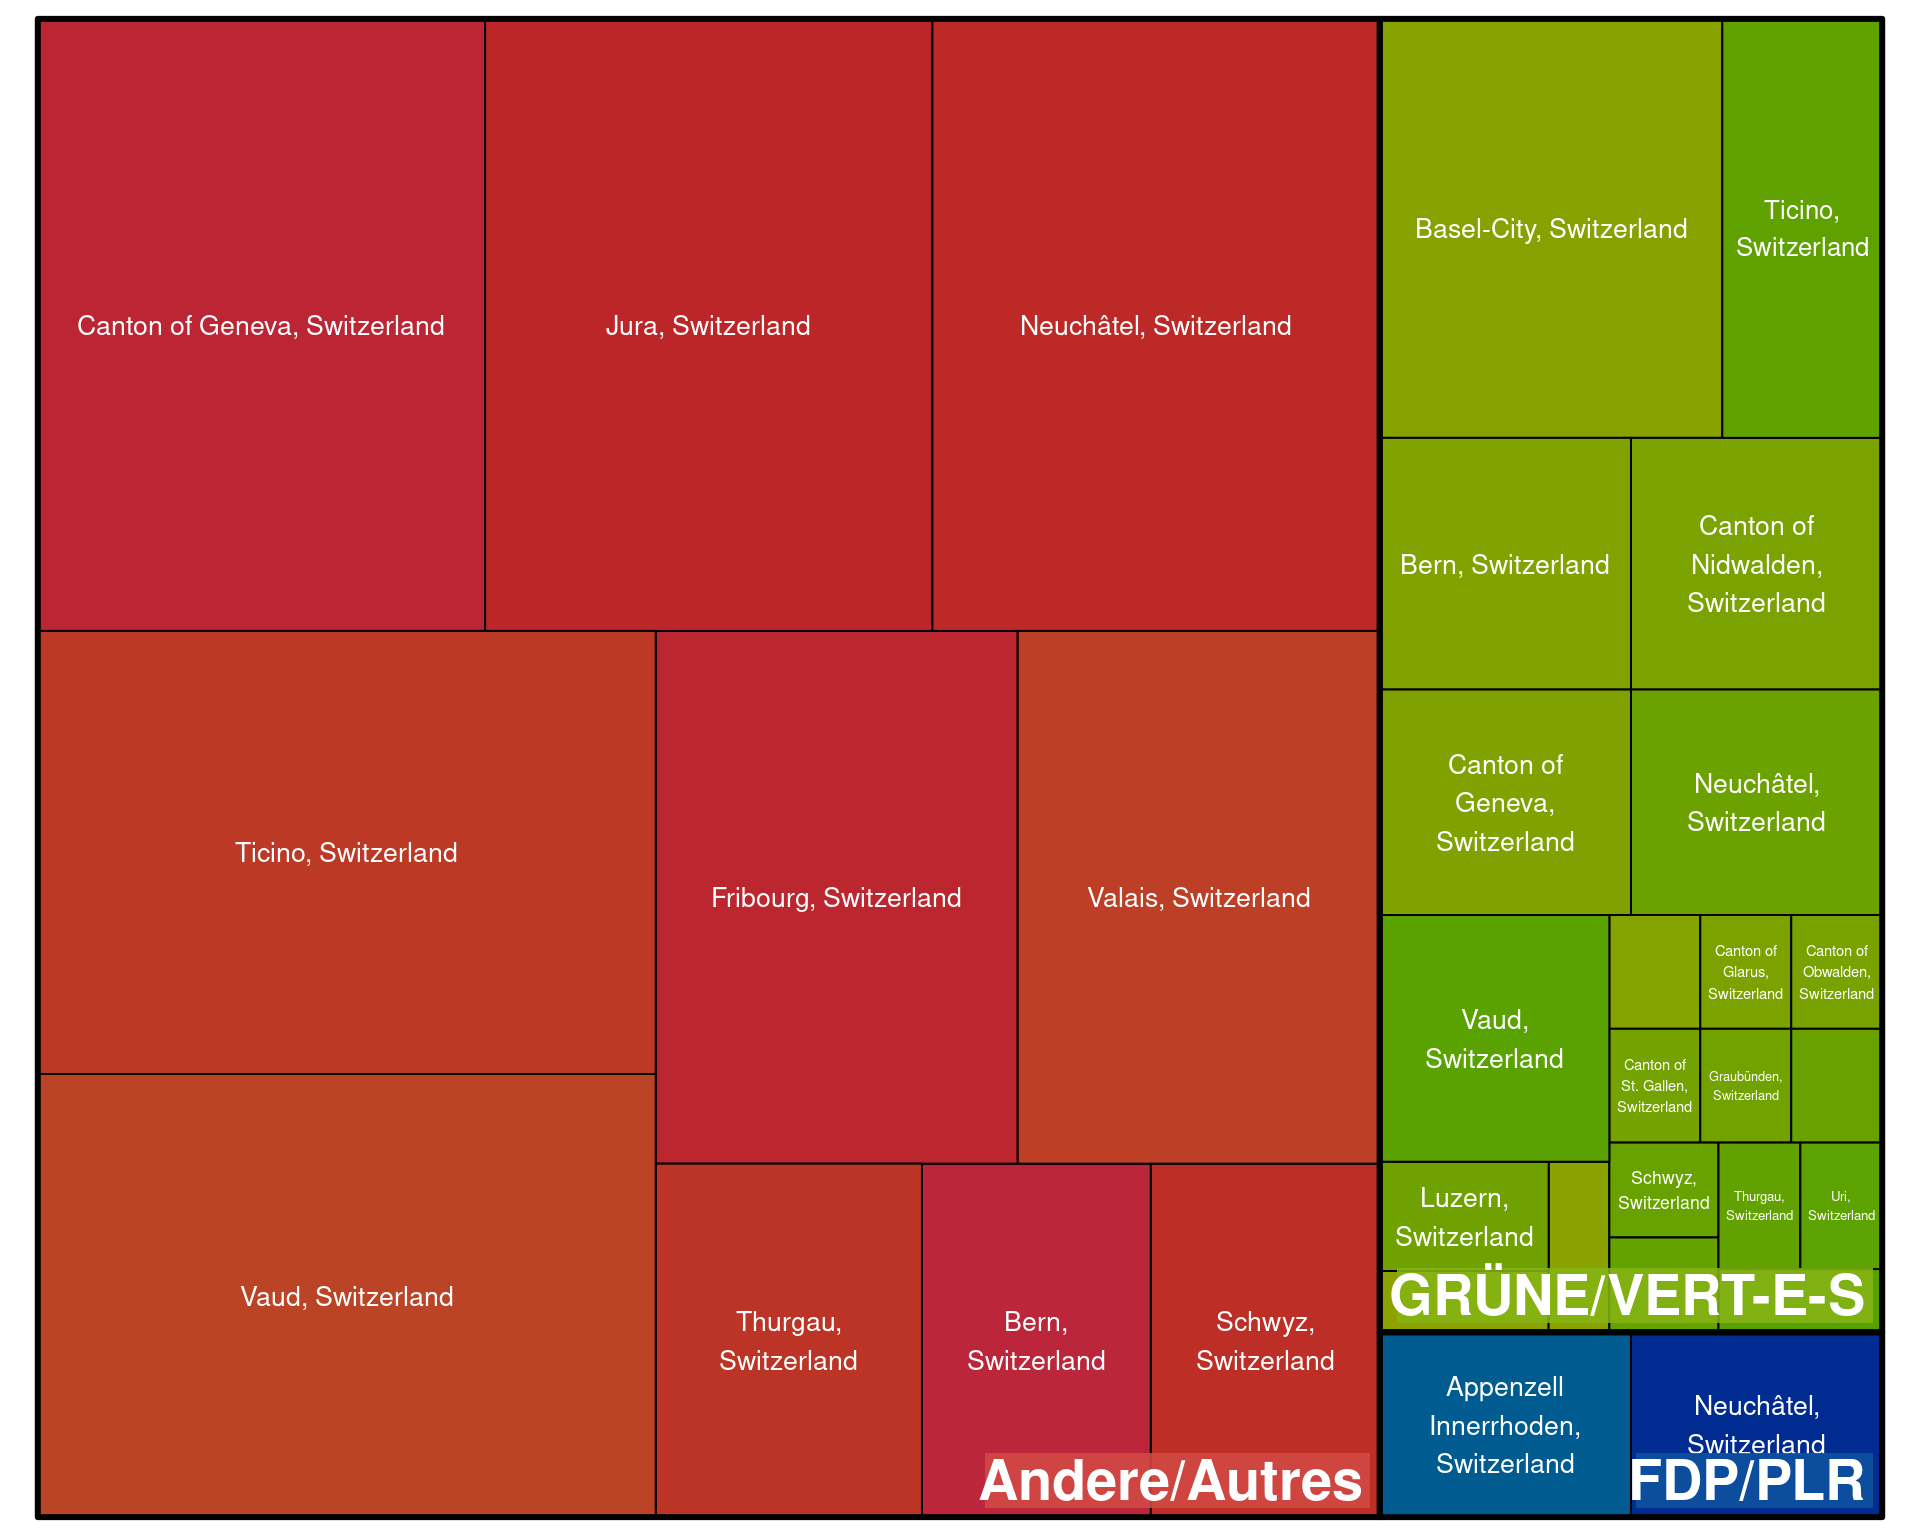 Canton of Geneva, Switzerland
Jura, Switzerland
Neuchâtel, Switzerland
Ticino, Switzerland
Fribourg, Switzerland
Valais, Switzerland
Vaud, Switzerland
Thurgau,
Switzerland
Bern,
Switzerland
Schwyz,
Switzerland
Andere/Autres
Basel-City, Switzerland
Ticino,
Switzerland
Bern, Switzerland
Canton of
Nidwalden,
Switzerland
Canton of
Geneva,
Switzerland
Neuchâtel,
Switzerland
Vaud,
Switzerland
Canton of
Glarus,
Switzerland
Canton of
Obwalden,
Switzerland
Canton of
St. Gallen,
Switzerland
Graubünden,
Switzerland
Luzern,
Switzerland
Schwyz,
Switzerland
Thurgau,
Switzerland
Uri,
Switzerland
GRÜNE/VERT-E-S
Appenzell
Innerrhoden,
Switzerland
Neuchâtel,
Switzerland
FDP/PLR